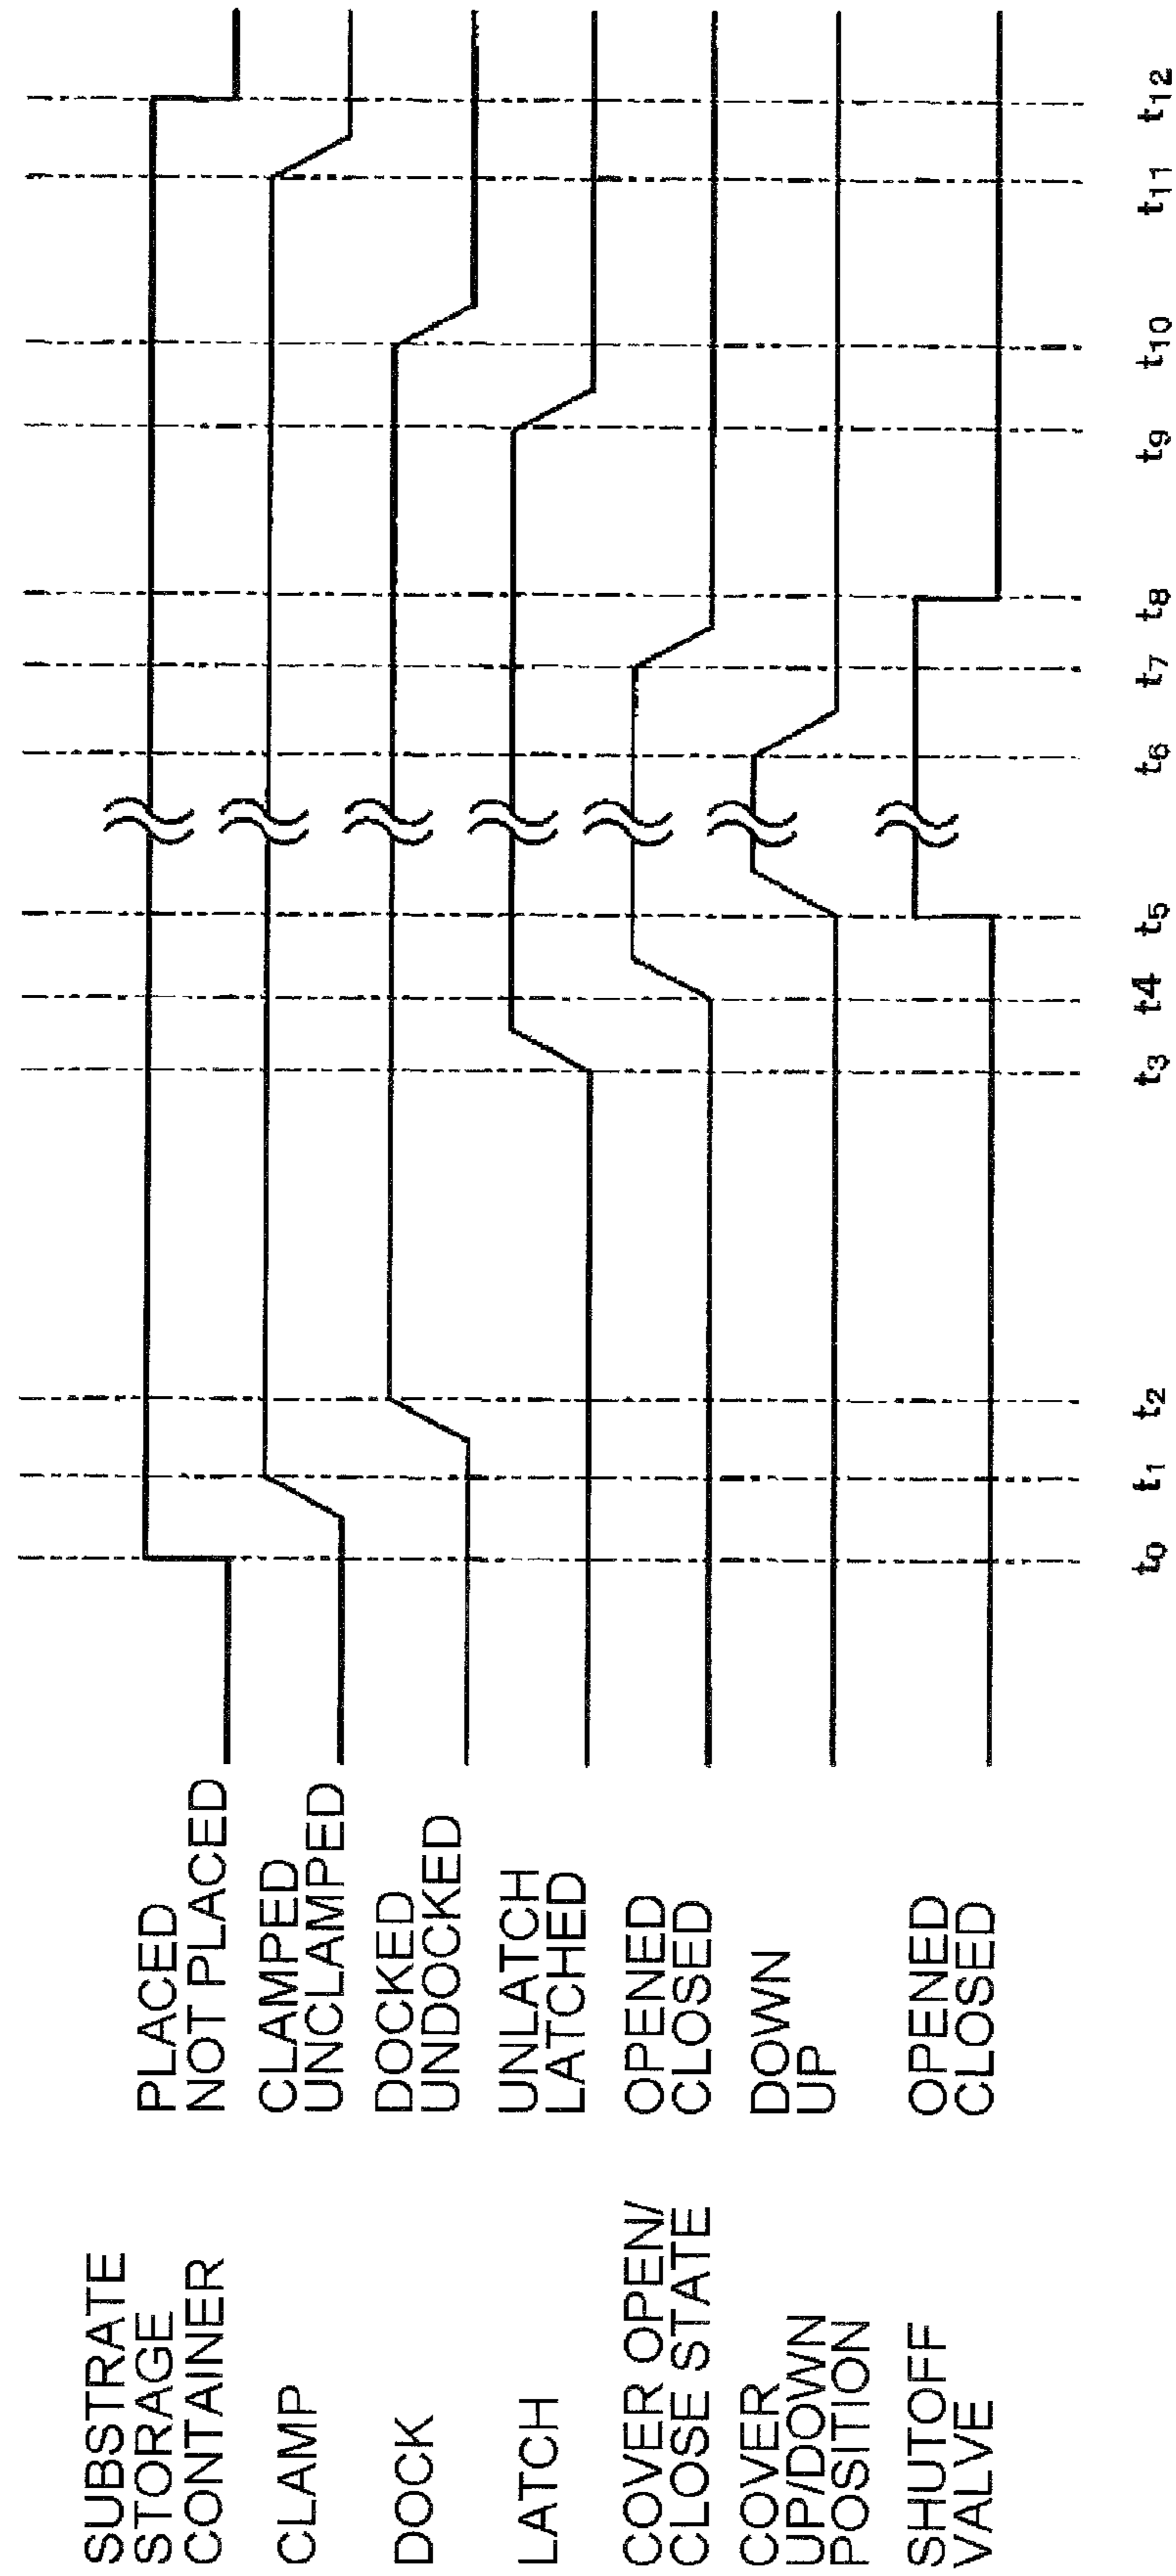 SUBSTRATE
STORAGE
CONTAINER
PLACED
NOT PLACED
CLAMP
CLAMPED
UNCLAMPED
DOCK
DOCKED
UNDOCKED
LATCH
UNLATCH
LATCHED
COVER OPEN/
CLOSE STATE
OPENED
CLOSED
COVER
UP/DOWN
POSITION
DOWN
UP
SHUTOFF
VALVE
OPENED
CLOSED
t0 t1 t2 t3 t4 t5 t6 t7 t8 t9 t10 t11 t12